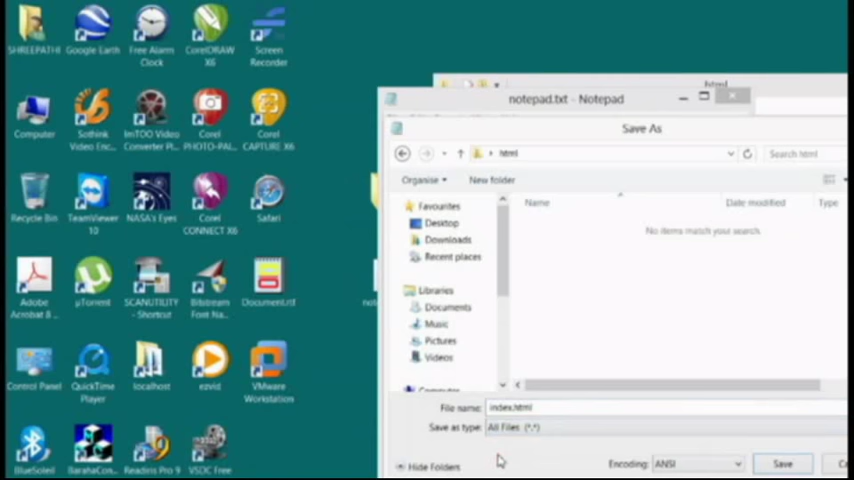 SHREEPATHI
Google Earth
Free Alarm
Clock
CorelDRAW
X6
Screen
Recorder
Computer
Sothink
Video Enc...
ImTOO Video
Converter Pl...
Corel
PHOTO-PAI...
Corel
CAPTURE X6
Recycle Bin
TeamViewer
10
NASA's Eyes
Corel
CONNECT X6
Safari
Adobe
Acrobat 8 ...
µTorrent
SCANUTILITY
- Shortcut
Bitstream
Font Na...
Document.rtf
Control Panel
QuickTime
Player
localhost
ezvid
VMware
Workstation
BlueSoleil
BarahaCon...
Readiris Pro 9
VSDC Free
html
notepad.txt - Notepad
Save As
html
Search html
Organise
New folder
Name
Date modified
Type
No items match your search.
Favourites
Desktop
Downloads
Recent places
Libraries
Documents
Music
Pictures
Videos
File name: index.html
Save as type: All Files (*.*)
Hide Folders
Encoding: ANSI
Save